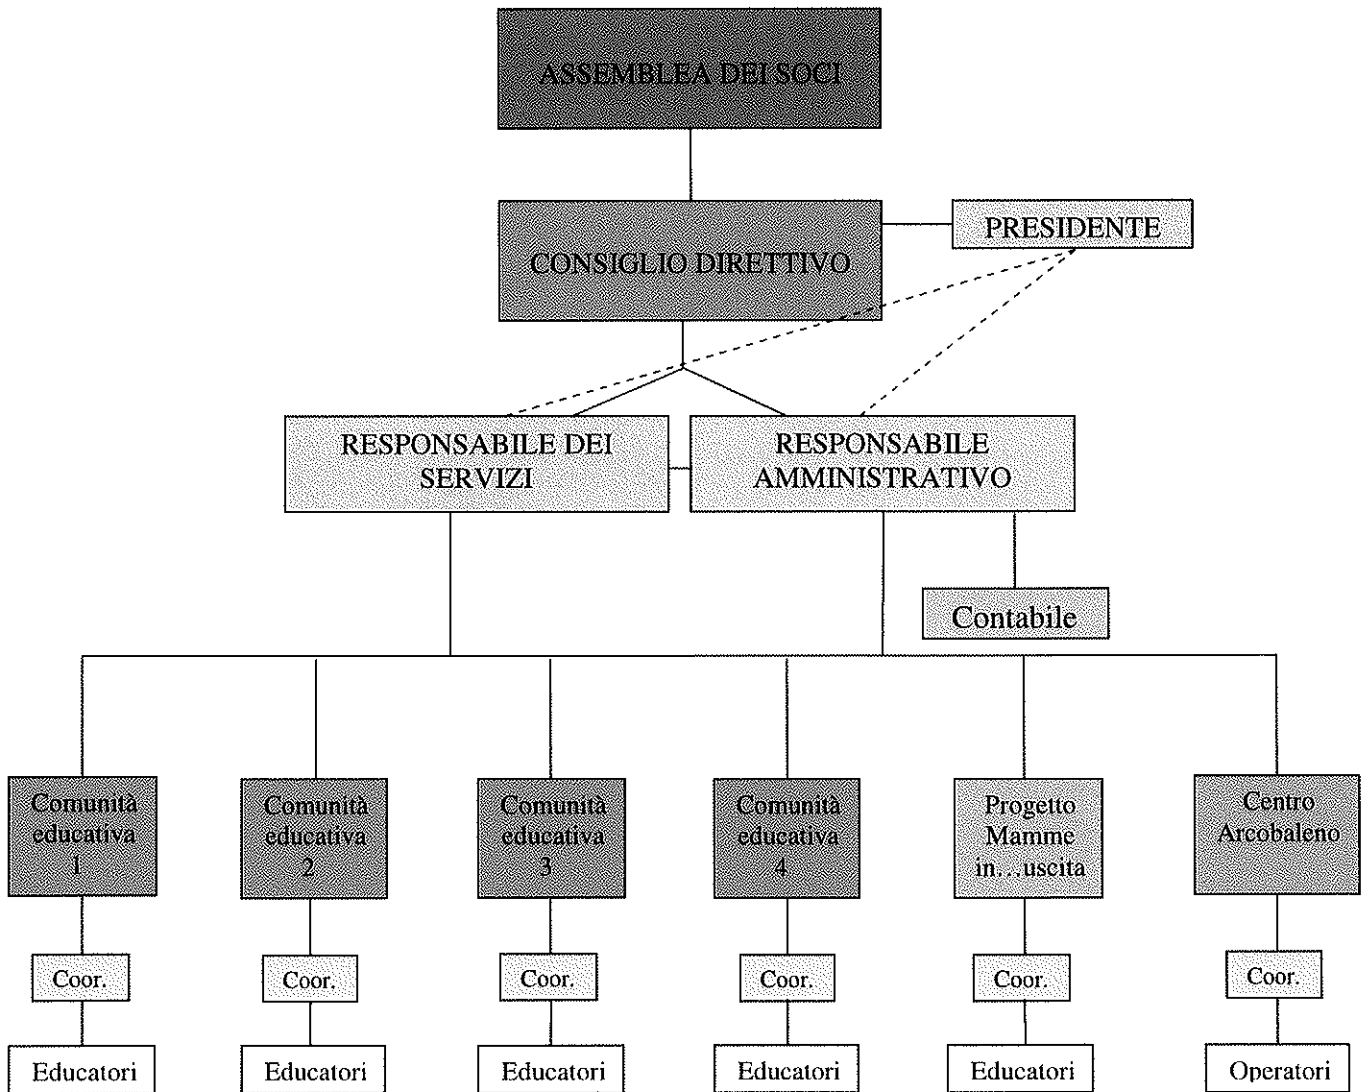 ASSEMBLEA DEI SOCI
CONSIGLIO DIRETTIVO
PRESIDENTE
RESPONSABILE DEI
SERVIZI
RESPONSABILE
AMMINISTRATIVO
Contabile
Comunità
educativa
1
Comunità
educativa
2
Comunità
educativa
3
Comunità
educativa
4
Progetto
Mamme
in…uscita
Centro
Arcobaleno
Coor.
Coor.
Coor.
Coor.
Coor.
Coor.
Educatori
Educatori
Educatori
Educatori
Educatori
Operatori